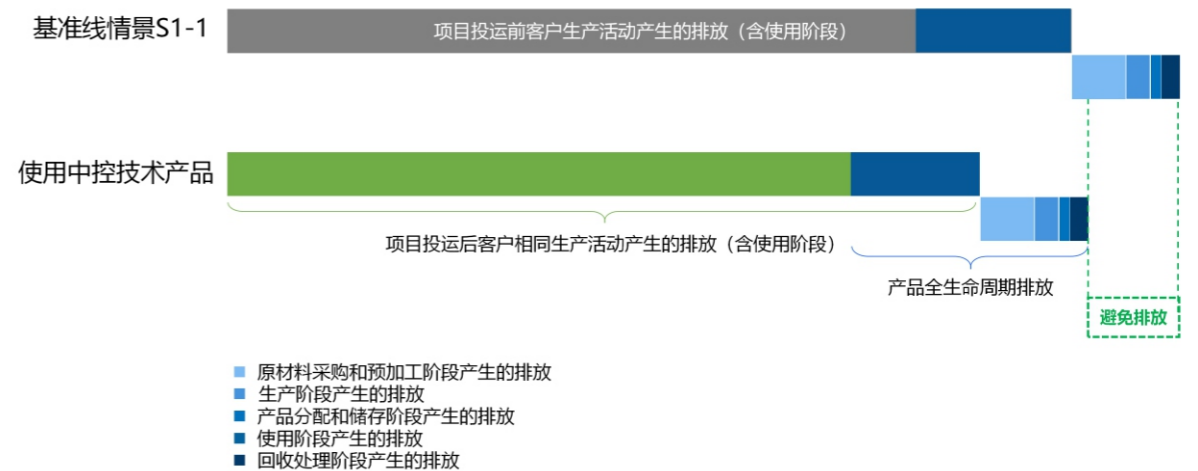 基准线情景S1-1
项目投运前客户生产活动产生的排放（含使用阶段）
使用中控技术产品
项目投运后客户相同生产活动产生的排放（含使用阶段）
产品全生命周期排放
避免排放
原材料采购和预加工阶段产生的排放
生产阶段产生的排放
产品分配和储存阶段产生的排放
使用阶段产生的排放
回收处理阶段产生的排放